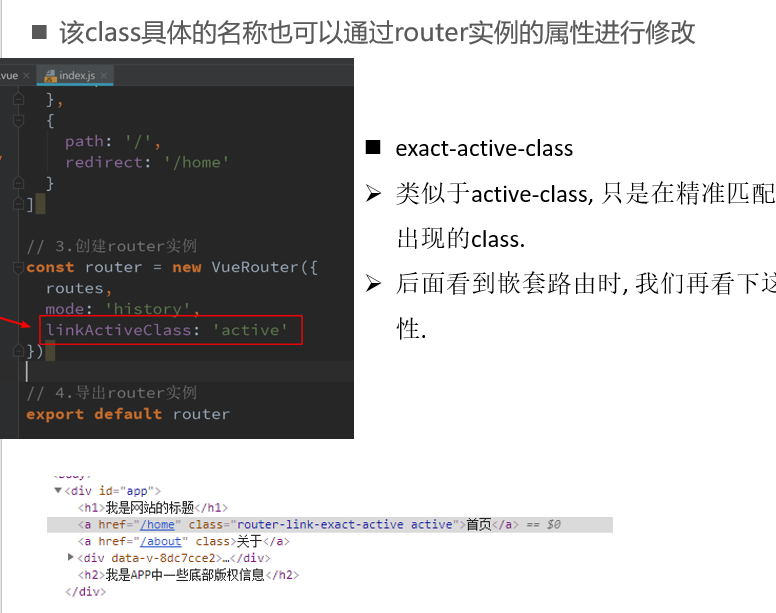 ■ 该class具体的名称也可以通过router实例的属性进行修改
.vue × index.js ×
},
{
path: '/',
redirect: '/home'
}
]
// 3.创建router实例
const router = new VueRouter({
routes,
mode: 'history',
linkActiveClass: 'active'
})
// 4.导出router实例
export default router
■ exact-active-class
➢ 类似于active-class, 只是在精准匹配
出现的class.
➢ 后面看到嵌套路由时, 我们再看下这
性.
▼<div id="app">
<h1>我是网站的标题</h1>
<a href="/home" class="router-link-exact-active active">首页</a> == $0
<a href="/about" class>关于</a>
▶<div data-v-8dc7cce2>…</div>
<h2>我是APP中一些底部版权信息</h2>
</div>